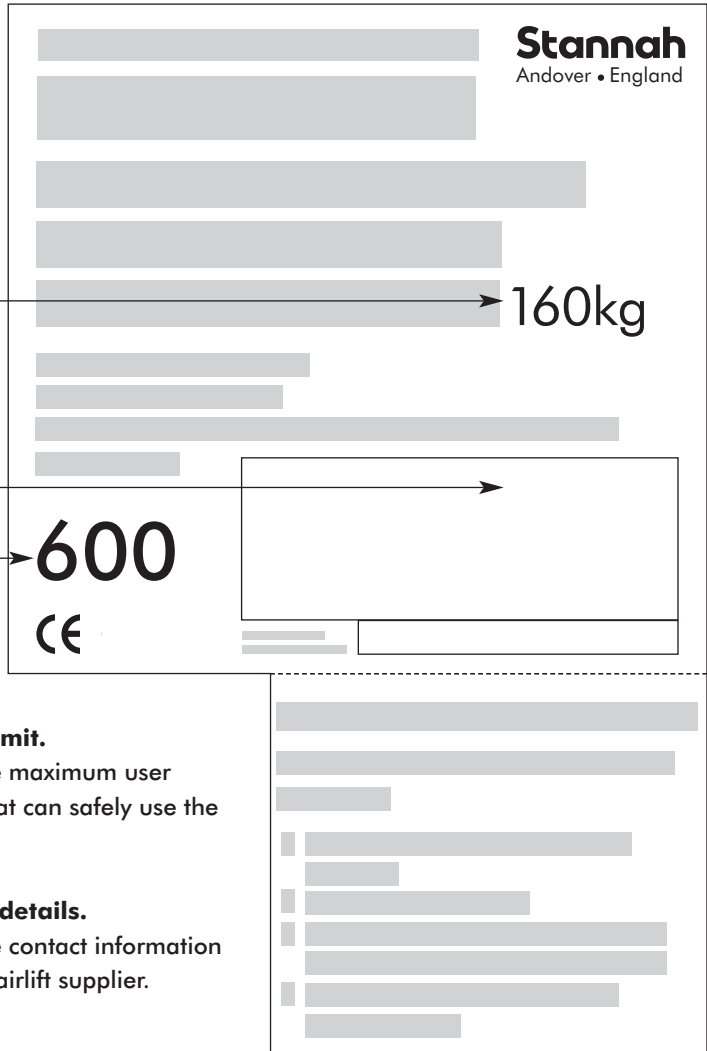 Stannah
Andover • England
160kg
600
CE
mit.
e maximum user
at can safely use the
details.
e contact information
airlift supplier.